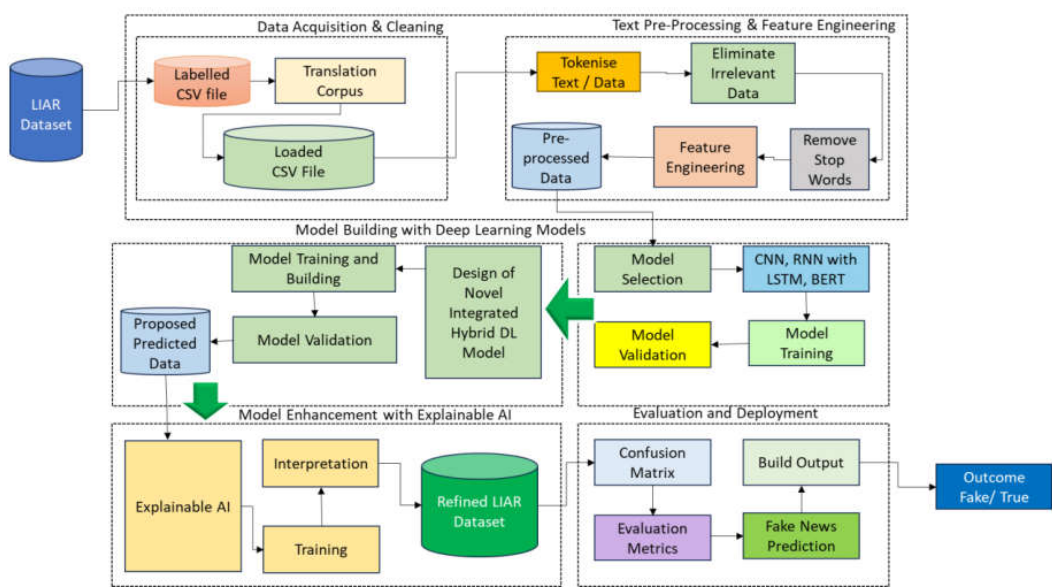 Data Acquisition & Cleaning
Text Pre-Processing & Feature Engineering
LIAR
Dataset
Labelled
CSV file
Translation
Corpus
Loaded
CSV File
Tokenise
Text / Data
Eliminate
Irrelevant
Data
Pre-
processed
Data
Feature
Engineering
Remove
Stop
Words
Model Building with Deep Learning Models
Model Training and
Building
Design of
Novel
Integrated
Hybrid DL
Model
Model
Selection
CNN, RNN with
LSTM, BERT
Proposed
Predicted
Data
Model Validation
Model
Validation
Model
Training
Model Enhancement with Explainable AI
Evaluation and Deployment
Explainable AI
Interpretation
Training
Refined LIAR
Dataset
Confusion
Matrix
Build Output
Evaluation
Metrics
Fake News
Prediction
Outcome
Fake/ True